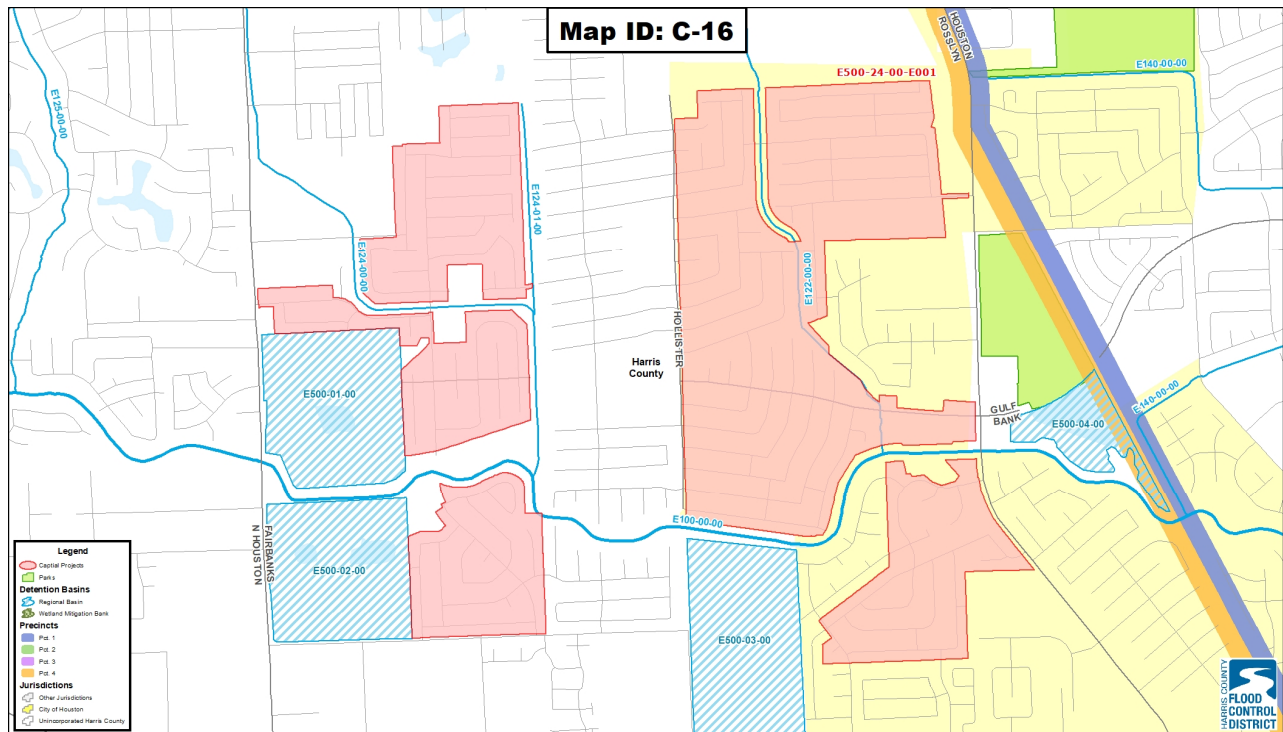 Map ID: C-16
HOUSTON
ROSSLYN
E500-24-00-E001
E140-00-00
E125-00-00
E124-01-00
E124-00-00
E122-00-00
HOLLISTER
Harris
County
E500-01-00
GULF
BANK
E140-00-00
E500-04-00
E100-00-00
FAIRBANKS
N HOUSTON
E500-02-00
E500-03-00
Legend
Captial Projects
Parks
Detention Basins
Regional Basin
Wetland Mitigation Bank
Precincts
Pct. 1
Pct. 2
Pct. 3
Pct. 4
Jurisdictions
Other Jurisdictions
City of Houston
Unincorporated Harris County
HARRIS COUNTY
FLOOD
CONTROL
DISTRICT